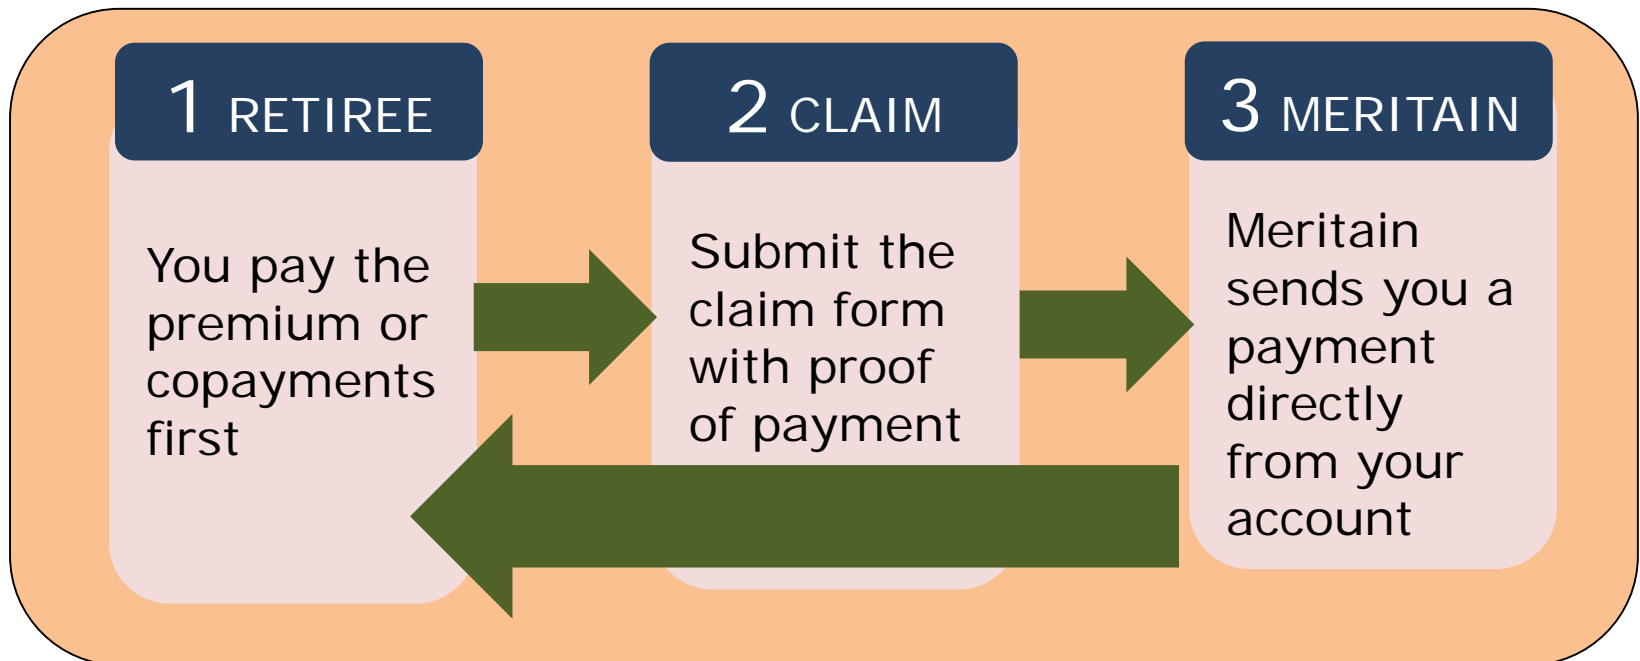 1 RETIREE
You pay the
premium or
copayments
first
2 CLAIM
Submit the
claim form
with proof
of payment
3 MERITAIN
Meritain
sends you a
payment
directly
from your
account